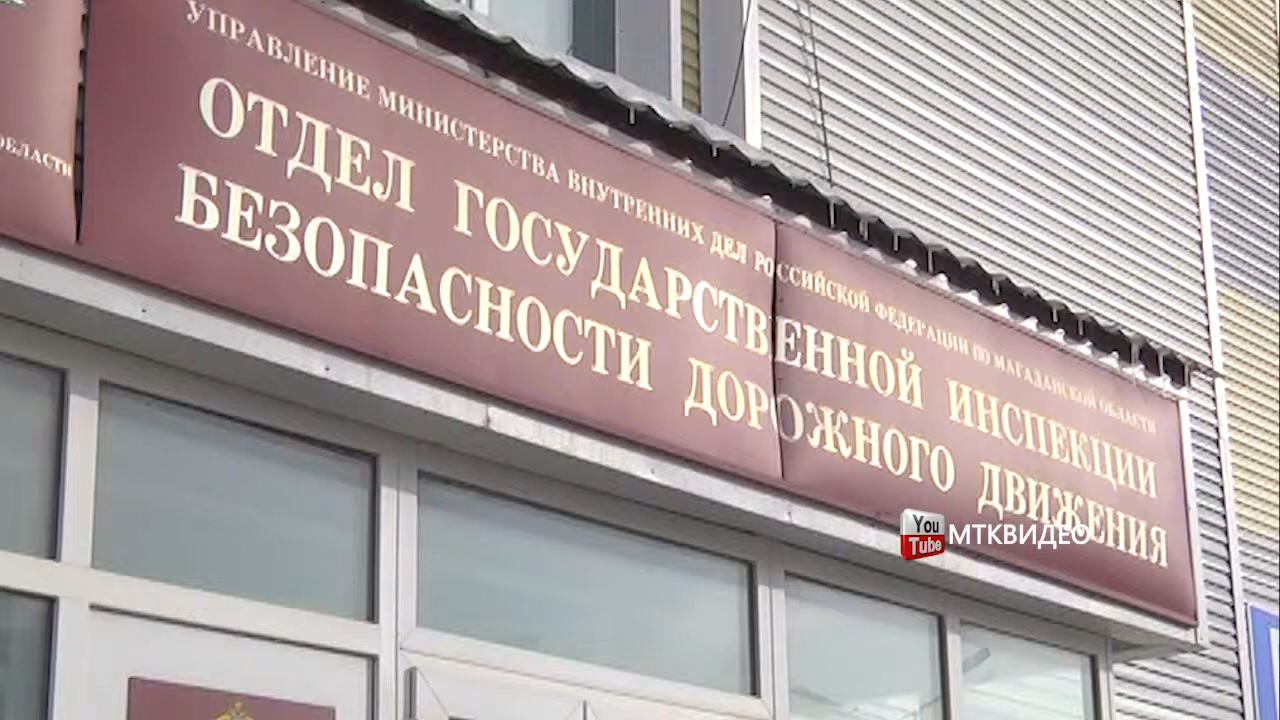 ОБЛАСТИ
УПРАВЛЕНИЕ МИНИСТЕРСТВА ВНУТРЕННИХ ДЕЛ РОССИЙСКОЙ ФЕДЕРАЦИИ ПО МАГАДАНСКОЙ ОБЛАСТИ
ОТДЕЛ ГОСУДАРСТВЕННОЙ ИНСПЕКЦИИ
БЕЗОПАСНОСТИ ДОРОЖНОГО ДВИЖЕНИЯ
You
Tube
МТКВИДЕО